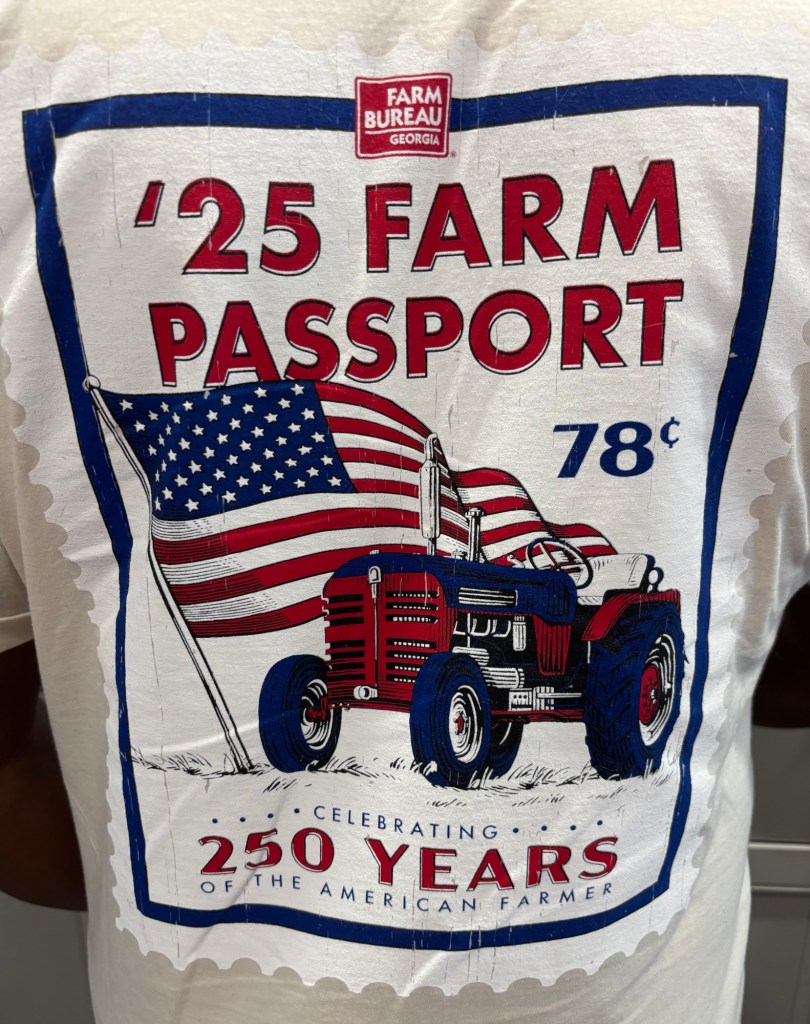 FARM
BUREAU
GEORGIA
®
'25 FARM
PASSPORT
78¢
CELEBRATING
250 YEARS
OF THE AMERICAN FARMER